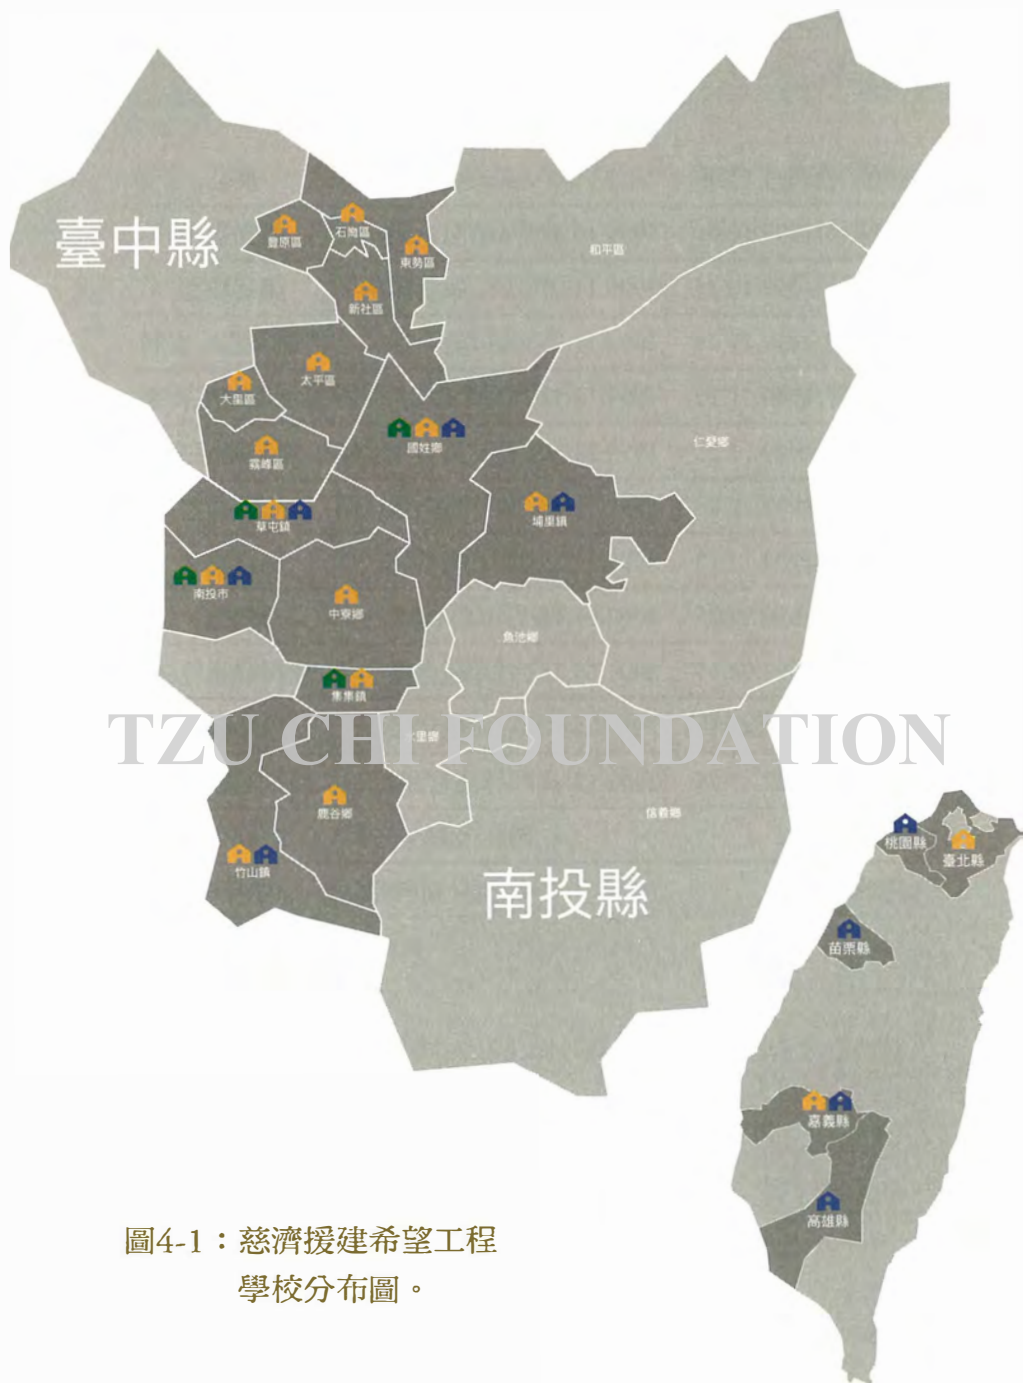 臺中縣
豐原區
石崗區
東勢區
和平區
新社區
太平區
大里區
霧峰區
國姓鄉
仁愛鄉
埔里鎮
草屯鎮
南投市
中寮鄉
魚池鄉
集集鎮
水里鄉
TZU CHI FOUNDATION
鹿谷鄉
信義鄉
竹山鎮
南投縣
桃園縣
臺北縣
苗栗縣
嘉義縣
高雄縣
圖4-1：慈濟援建希望工程
學校分布圖。